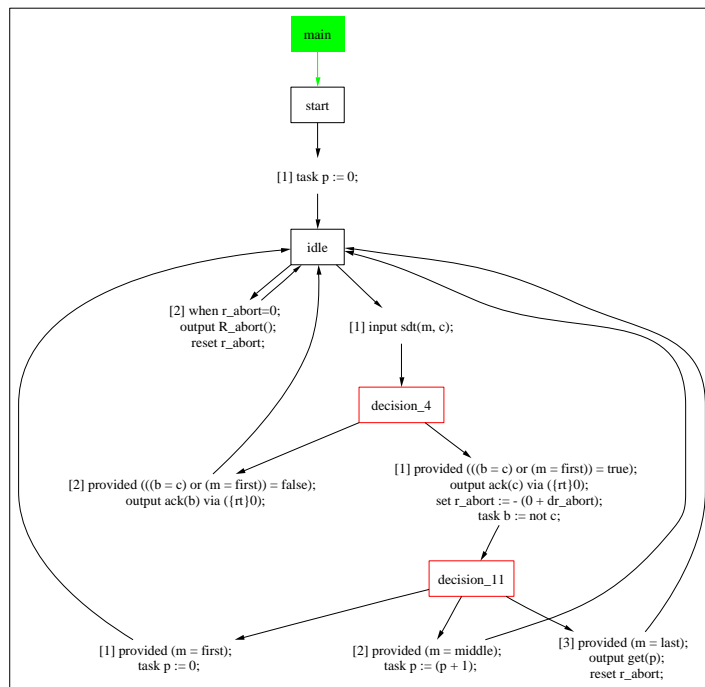 main
start
[1] task p := 0;
idle
[2] when r_abort=0;
output R_abort();
reset r_abort;
[1] input sdt(m, c);
decision_4
[2] provided (((b = c) or (m = first)) = false);
output ack(b) via ({rt}0);
[1] provided (((b = c) or (m = first)) = true);
output ack(c) via ({rt}0);
set r_abort := - (0 + dr_abort);
task b := not c;
decision_11
[1] provided (m = first);
task p := 0;
[2] provided (m = middle);
task p := (p + 1);
[3] provided (m = last);
output get(p);
reset r_abort;